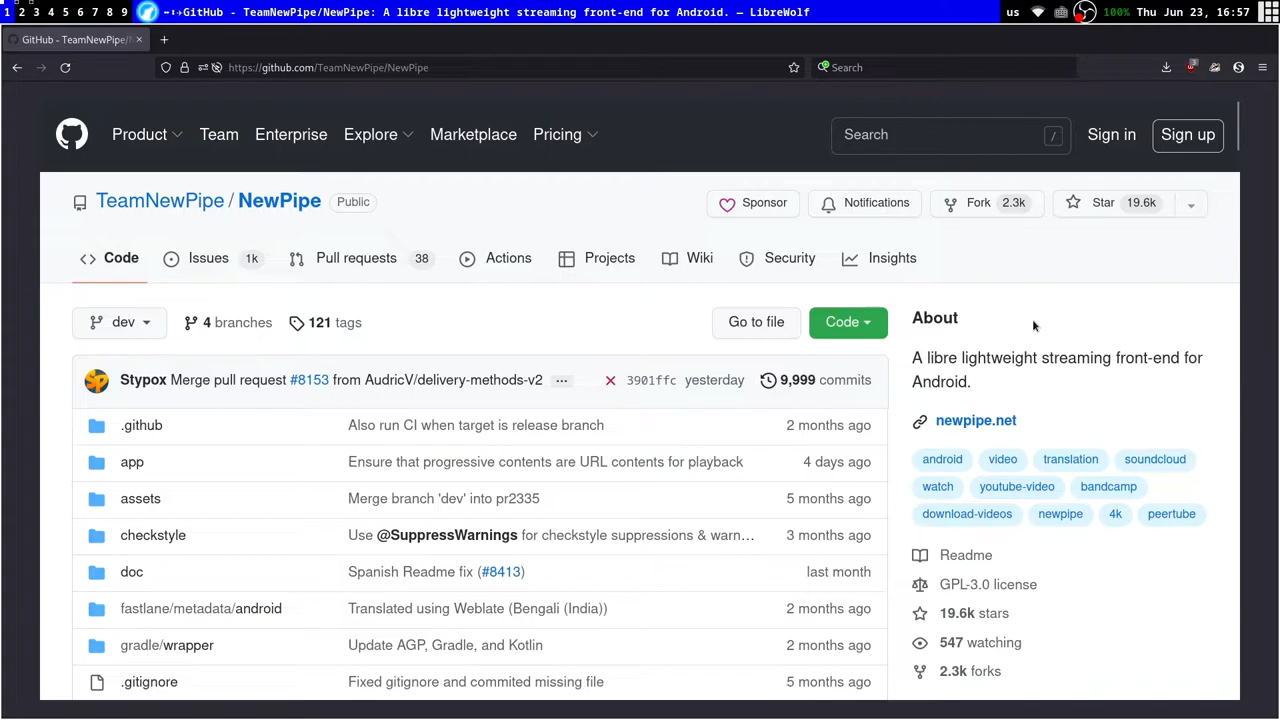 1 2 3 4 5 6 7 8 9 GitHub - TeamNewPipe/NewPipe: A libre lightweight streaming front-end for Android. — LibreWolf us 100% Thu Jun 23, 16:57
GitHub - TeamNewPipe/N × +
https://github.com/TeamNewPipe/NewPipe Search 3
Product Team Enterprise Explore Marketplace Pricing Search / Sign in Sign up
TeamNewPipe / NewPipe Public Sponsor Notifications Fork 2.3k Star 19.6k
Code Issues 1k Pull requests 38 Actions Projects Wiki Security Insights
dev 4 branches 121 tags Go to file Code
Stypox Merge pull request #8153 from AudricV/delivery-methods-v2 ... 3901ffc yesterday 9,999 commits
.github Also run CI when target is release branch 2 months ago
app Ensure that progressive contents are URL contents for playback 4 days ago
assets Merge branch 'dev' into pr2335 5 months ago
checkstyle Use @SuppressWarnings for checkstyle suppressions & warn… 3 months ago
doc Spanish Readme fix (#8413) last month
fastlane/metadata/android Translated using Weblate (Bengali (India)) 2 months ago
gradle/wrapper Update AGP, Gradle, and Kotlin 2 months ago
.gitignore Fixed gitignore and commited missing file 5 months ago
About
A libre lightweight streaming front-end for
Android.
newpipe.net
android video translation soundcloud
watch youtube-video bandcamp
download-videos newpipe 4k peertube
Readme
GPL-3.0 license
19.6k stars
547 watching
2.3k forks